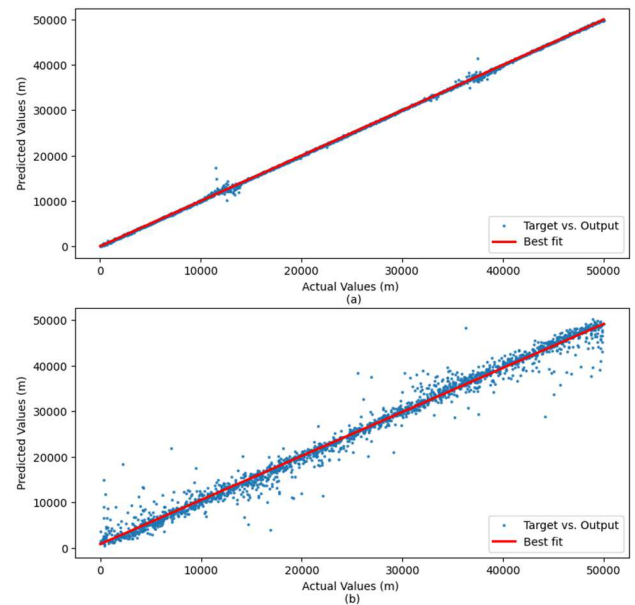 50000
40000
30000
20000
10000
0
Predicted Values (m)
Target vs. Output
Best fit
0 10000 20000 30000 40000 50000
Actual Values (m)
(a)
50000
40000
30000
20000
10000
0
Predicted Values (m)
Target vs. Output
Best fit
0 10000 20000 30000 40000 50000
Actual Values (m)
(b)